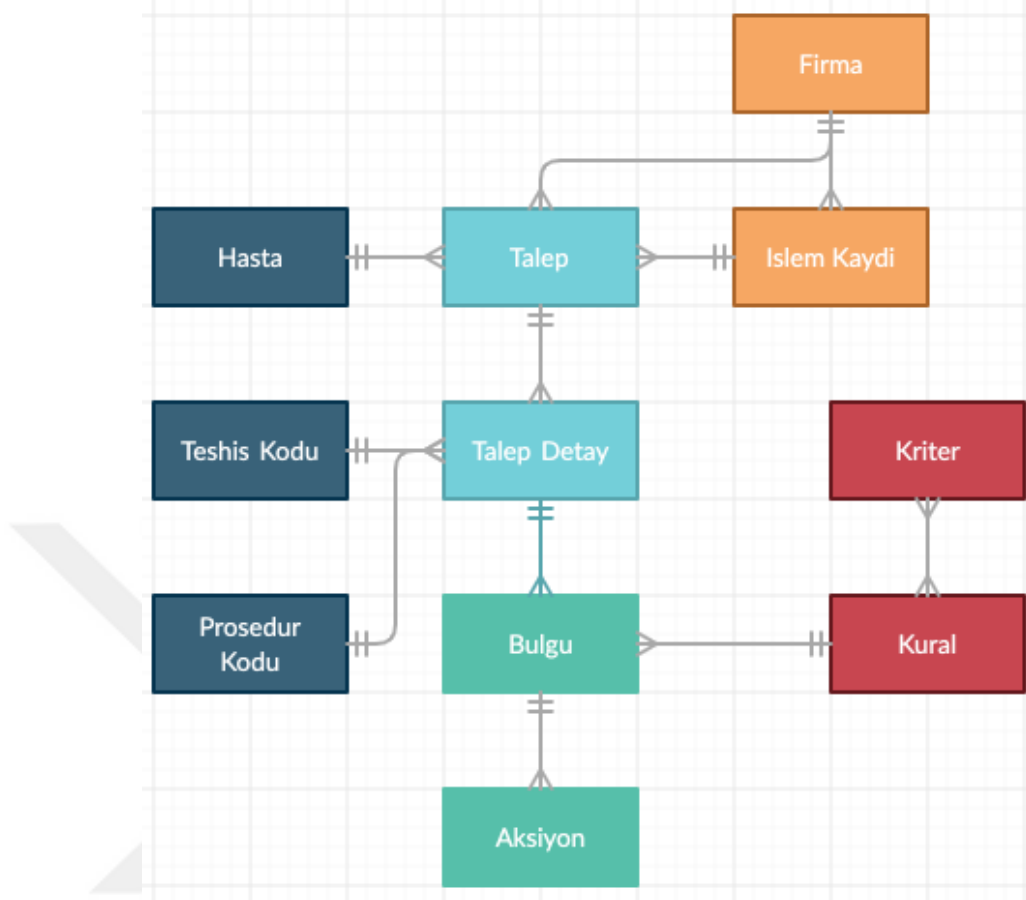 Firma
Hasta
Talep
Islem Kaydi
Teshis Kodu
Talep Detay
Kriter
Prosedur
Kodu
Bulgu
Kural
Aksiyon